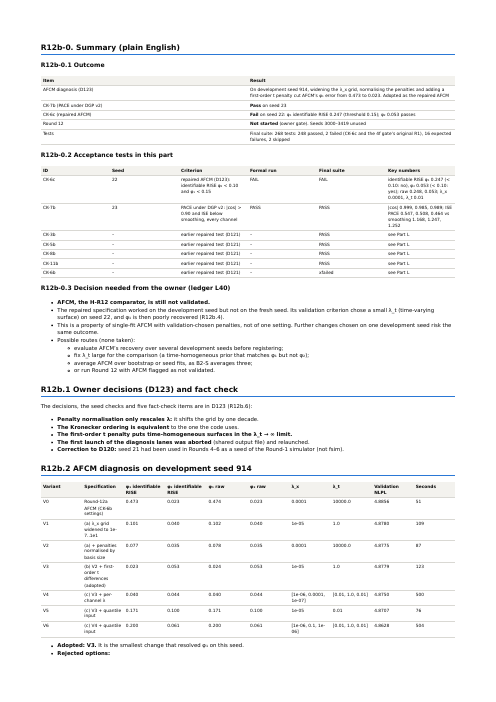 R12b-0. Summary (plain English)
R12b-0.1 Outcome
Item Result
AFCM diagnosis (D123) On development seed 914, widening the λ_x grid, normalising the penalties and adding a
first-order t penalty cut AFCM's φ₁ error from 0.473 to 0.023. Adopted as the repaired AFCM
CK-7b (PACE under DGP v2) Pass on seed 23
CK-6c (repaired AFCM) Fail on seed 22: φ₁ identifiable RISE 0.247 (threshold 0.15), φ₂ 0.053 passes
Round 12 Not started (owner gate). Seeds 3000–3419 unused
Tests Final suite: 268 tests: 248 passed, 2 failed (CK-6c and the 4f gate's original R1), 16 expected
failures, 2 skipped
R12b-0.2 Acceptance tests in this part
ID Seed Criterion Formal run Final suite Key numbers
CK-6c 22 repaired AFCM (D123): identifiable RISE φ₁ < 0.10 and φ₂ < 0.15 FAIL FAIL identifiable RISE φ₁ 0.247 (< 0.10: no), φ₂ 0.053 (< 0.10: yes); raw 0.248, 0.053; λ_x 0.0001, λ_t 0.01
CK-7b 23 PACE under DGP v2: |cos| > 0.90 and ISE below smoothing, every channel PASS PASS |cos| 0.999, 0.985, 0.989; ISE PACE 0.547, 0.508, 0.464 vs smoothing 1.168, 1.247, 1.252
CK-3b – earlier repaired test (D121) – PASS see Part L
CK-5b – earlier repaired test (D121) – PASS see Part L
CK-8b – earlier repaired test (D121) – PASS see Part L
CK-11b – earlier repaired test (D121) – PASS see Part L
CK-6b – earlier repaired test (D121) – xfailed see Part L
R12b-0.3 Decision needed from the owner (ledger L40)
• AFCM, the H-R12 comparator, is still not validated.
• The repaired specification worked on the development seed but not on the fresh seed. Its validation criterion chose a small λ_t (time-varying
surface) on seed 22, and φ₁ is then poorly recovered (R12b.4).
• This is a property of single-fit AFCM with validation-chosen penalties, not of one setting. Further changes chosen on one development seed risk the
same outcome.
• Possible routes (none taken):
evaluate AFCM's recovery over several development seeds before registering;
fix λ_t large for the comparison (a time-homogeneous prior that matches φ₁ but not φ₂);
average AFCM over bootstrap or seed fits, as B2-S averages three;
or run Round 12 with AFCM flagged as not validated.
R12b.1 Owner decisions (D123) and fact check
The decisions, the seed checks and five fact-check items are in D123 (R12b.6):
• Penalty normalisation only rescales λ: it shifts the grid by one decade.
• The Kronecker ordering is equivalent to the one the code uses.
• The first-order t penalty puts time-homogeneous surfaces in the λ_t → ∞ limit.
• The first launch of the diagnosis lanes was aborted (shared output file) and relaunched.
• Correction to D120: seed 21 had been used in Rounds 4–6 as a seed of the Round-1 simulator (not fsim).
R12b.2 AFCM diagnosis on development seed 914
Variant Specification φ₁ identifiable RISE φ₂ identifiable RISE φ₁ raw φ₂ raw λ_x λ_t Validation NLPL Seconds
V0 Round-12a AFCM (CK-6b settings) 0.473 0.023 0.474 0.023 0.0001 10000.0 4.8856 51
V1 (a) λ_x grid widened to 1e-7..1e1 0.101 0.040 0.102 0.040 1e-05 1.0 4.8780 109
V2 (a) + penalties normalised by basis size 0.077 0.035 0.078 0.035 0.0001 10000.0 4.8775 87
V3 (b) V2 + first-order t differences (adopted) 0.023 0.053 0.024 0.053 1e-05 1.0 4.8779 123
V4 (c) V3 + per-channel λ 0.040 0.044 0.040 0.044 [1e-06, 0.0001, 1e-07] [0.01, 1.0, 0.01] 4.8750 500
V5 (c) V3 + quantile input 0.171 0.100 0.171 0.100 1e-05 0.01 4.8707 76
V6 (c) V4 + quantile input 0.200 0.061 0.200 0.061 [1e-06, 0.1, 1e-06] [0.01, 1.0, 0.01] 4.8628 504
• Adopted: V3. It is the smallest change that resolved φ₁ on this seed.
• Rejected options: